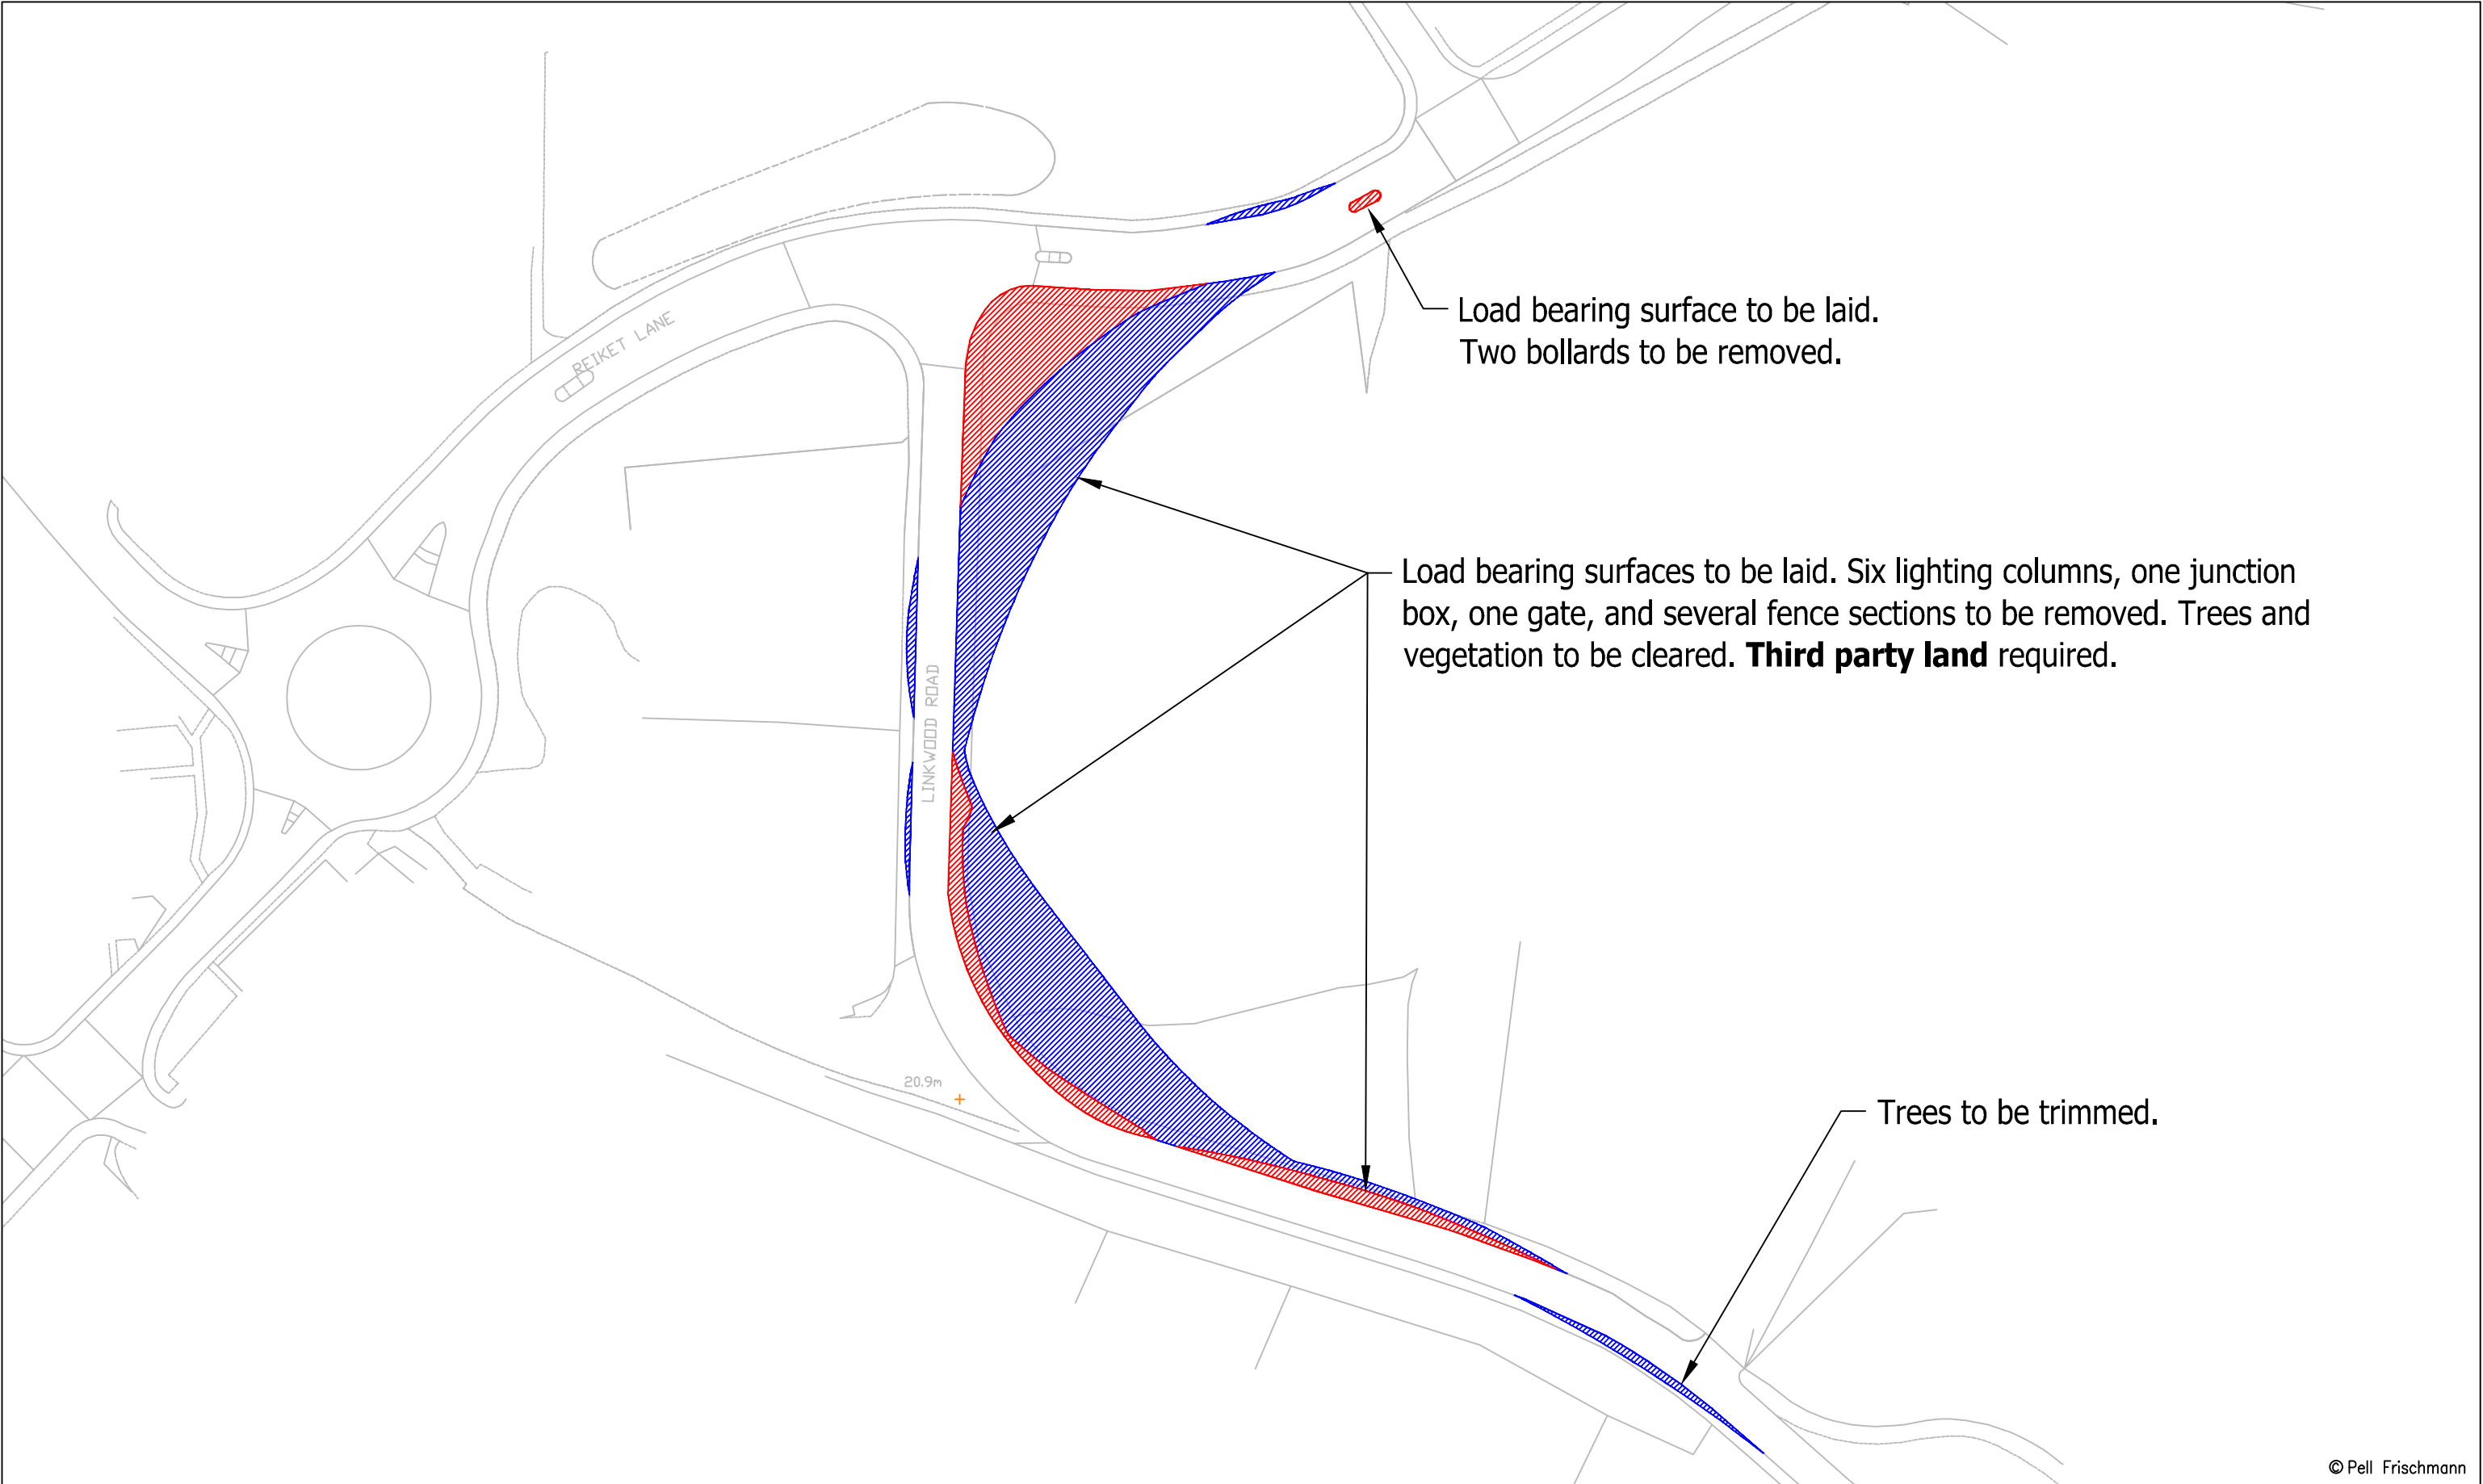 REIKET LANE
Load bearing surface to be laid.
Two bollards to be removed.
Load bearing surfaces to be laid. Six lighting columns, one junction
box, one gate, and several fence sections to be removed. Trees and
vegetation to be cleared. Third party land required.
LINKWOOD ROAD
20.9m
Trees to be trimmed.
© Pell Frischmann